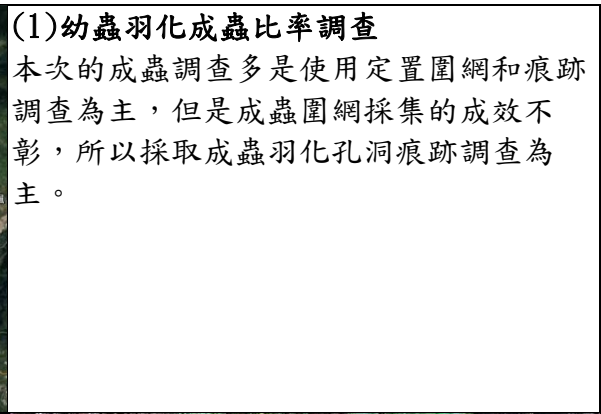 (1)幼蟲羽化成蟲比率調查
本次的成蟲調查多是使用定置圍網和痕跡
調查為主，但是成蟲圍網採集的成效不
彰，所以採取成蟲羽化孔洞痕跡調查為
主。